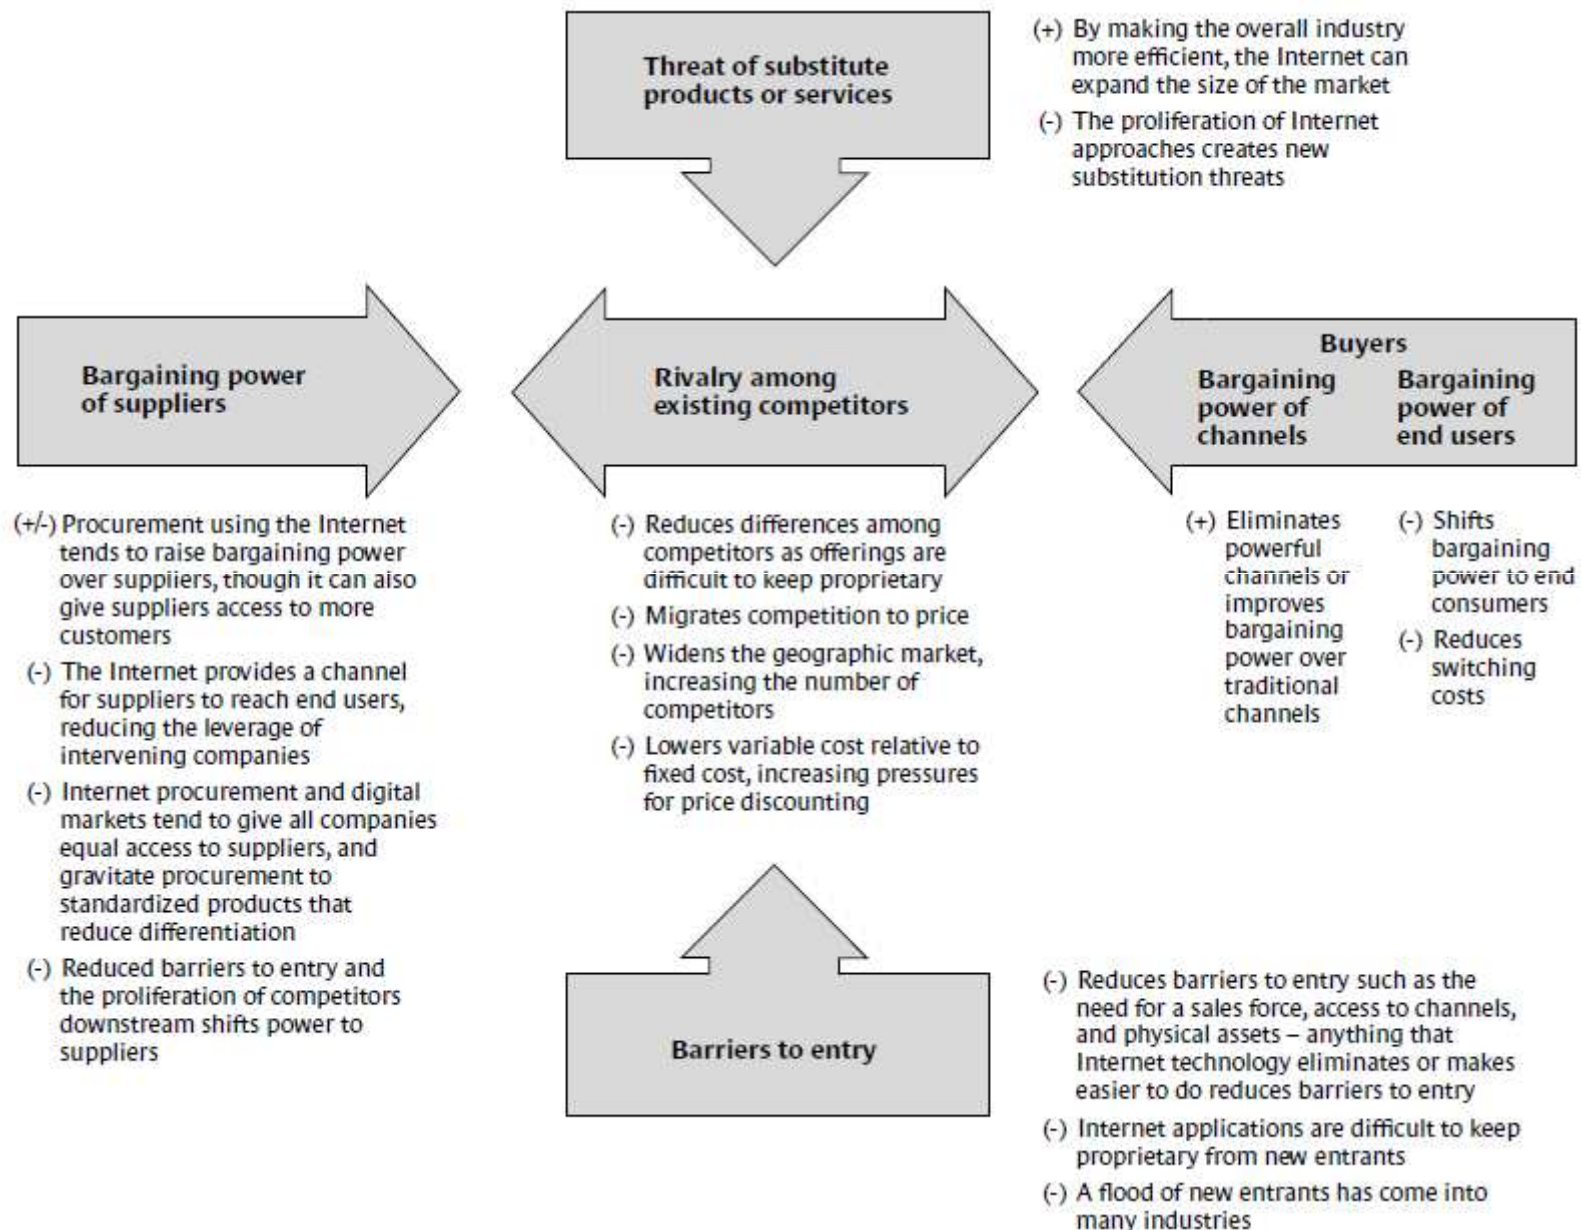 Threat of substitute
products or services
(+) By making the overall industry
more efficient, the Internet can
expand the size of the market
(-) The proliferation of Internet
approaches creates new
substitution threats
Bargaining power
of suppliers
Rivalry among
existing competitors
Buyers
Bargaining
power of
channels
Bargaining
power of
end users
(+/-) Procurement using the Internet
tends to raise bargaining power
over suppliers, though it can also
give suppliers access to more
customers
(-) The Internet provides a channel
for suppliers to reach end users,
reducing the leverage of
intervening companies
(-) Internet procurement and digital
markets tend to give all companies
equal access to suppliers, and
gravitate procurement to
standardized products that
reduce differentiation
(-) Reduced barriers to entry and
the proliferation of competitors
downstream shifts power to
suppliers
(-) Reduces differences among
competitors as offerings are
difficult to keep proprietary
(-) Migrates competition to price
(-) Widens the geographic market,
increasing the number of
competitors
(-) Lowers variable cost relative to
fixed cost, increasing pressures
for price discounting
(+) Eliminates
powerful
channels or
improves
bargaining
power over
traditional
channels
(-) Shifts
bargaining
power to end
consumers
(-) Reduces
switching
costs
Barriers to entry
(-) Reduces barriers to entry such as the
need for a sales force, access to channels,
and physical assets – anything that
Internet technology eliminates or makes
easier to do reduces barriers to entry
(-) Internet applications are difficult to keep
proprietary from new entrants
(-) A flood of new entrants has come into
many industries